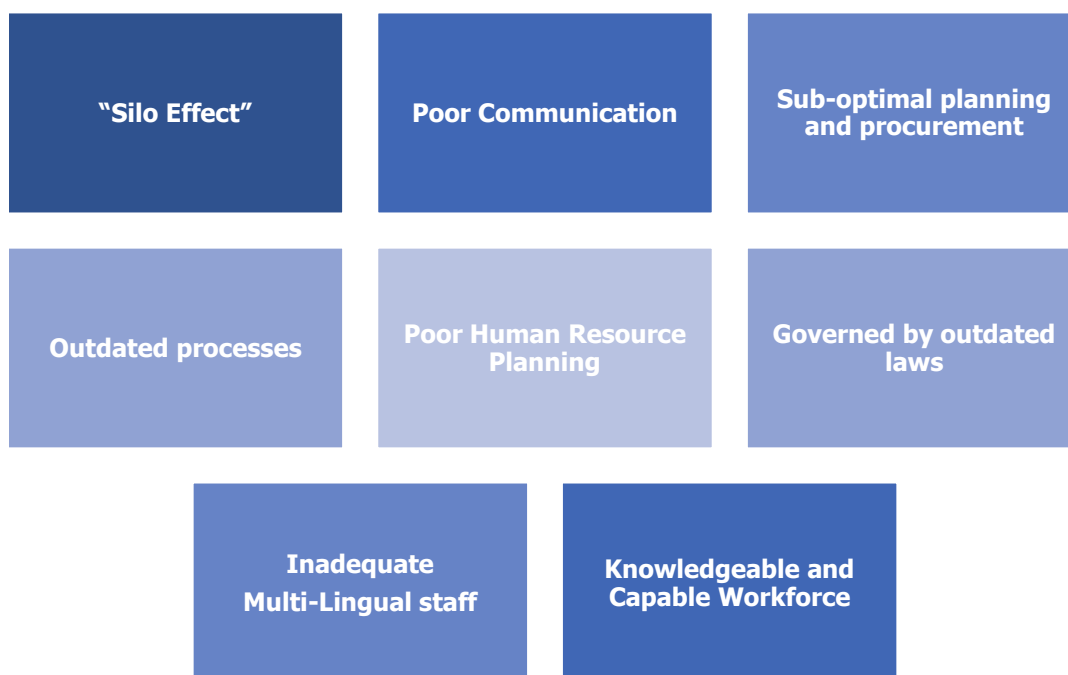 “Silo Effect”
Poor Communication
Sub-optimal planning
and procurement
Outdated processes
Poor Human Resource
Planning
Governed by outdated
laws
Inadequate
Multi-Lingual staff
Knowledgeable and
Capable Workforce